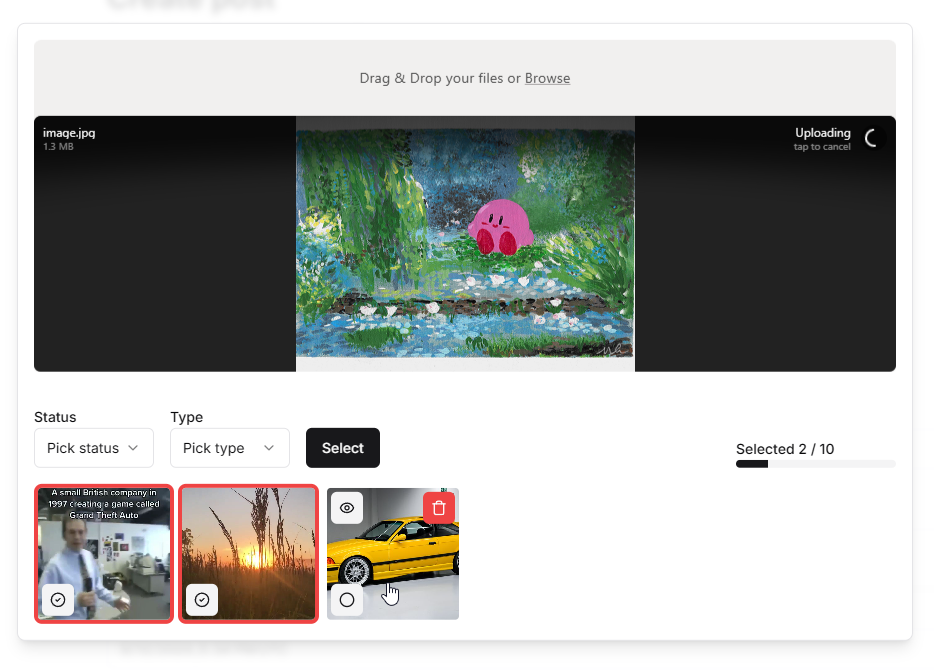 Create post
Drag & Drop your files or Browse
image.jpg
1.3 MB
Uploading
tap to cancel
Status
Type
Pick status
Pick type
Select
Selected 2 / 10
A small British company in
1997 creating a game called
Grand Theft Auto